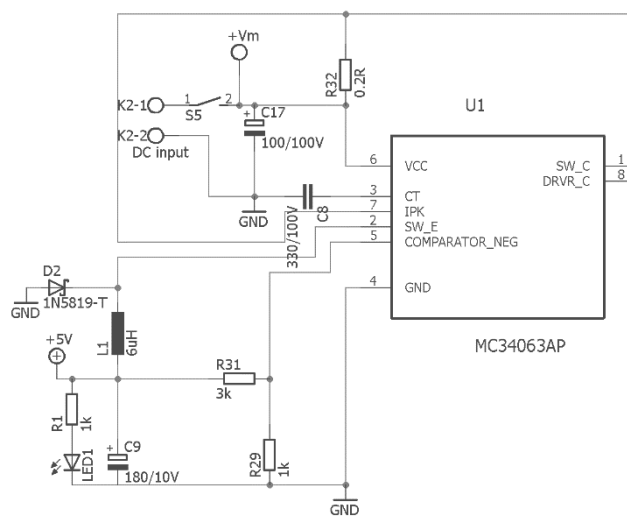 +Vm
R32
0.2R
U1
K2-1
1
2
S5
C17
+
100/100V
K2-2
DC input
GND
C8
330/100V
6
VCC
3
CT
7
IPK
2
SW_E
5
COMPARATOR_NEG
4
GND
SW_C
1
DRVR_C
8
MC34063AP
D2
1N5819-T
GND
L1
6uH
+5V
R31
3k
R1
1k
LED1
+
C9
180/10V
R29
1k
GND